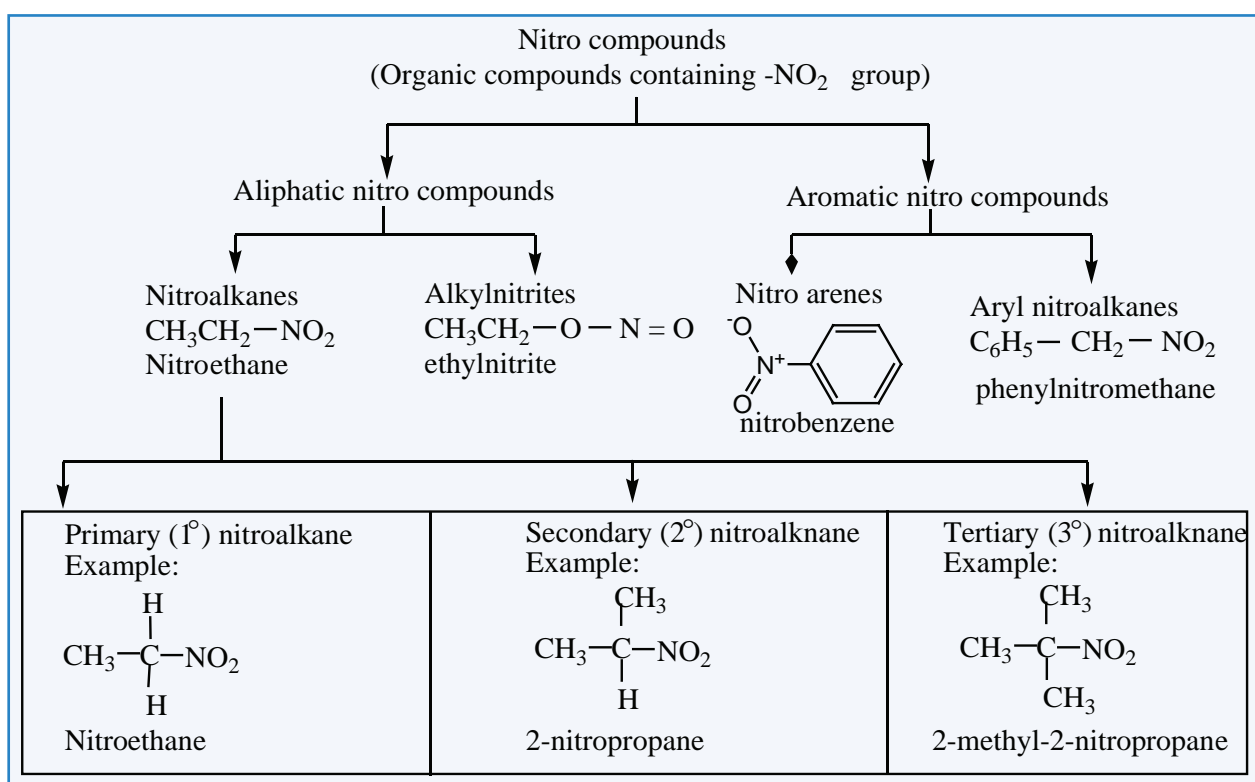 Nitro compounds
(Organic compounds containing -NO₂ group)
Aliphatic nitro compounds
Aromatic nitro compounds
Nitroalkanes
CH₃CH₂—NO₂
Nitroethane
Alkylnitrites
CH₃CH₂—O—N=O
ethylnitrite
Nitro arenes
⁻O
N⁺
O
nitrobenzene
Aryl nitroalkanes
C₆H₅—CH₂—NO₂
phenylnitromethane
Primary (1°) nitroalkane
Example:
H
CH₃—C—NO₂
H
Nitroethane
Secondary (2°) nitroalknane
Example:
CH₃
CH₃—C—NO₂
H
2-nitropropane
Tertiary (3°) nitroalknane
Example:
CH₃
CH₃—C—NO₂
CH₃
2-methyl-2-nitropropane